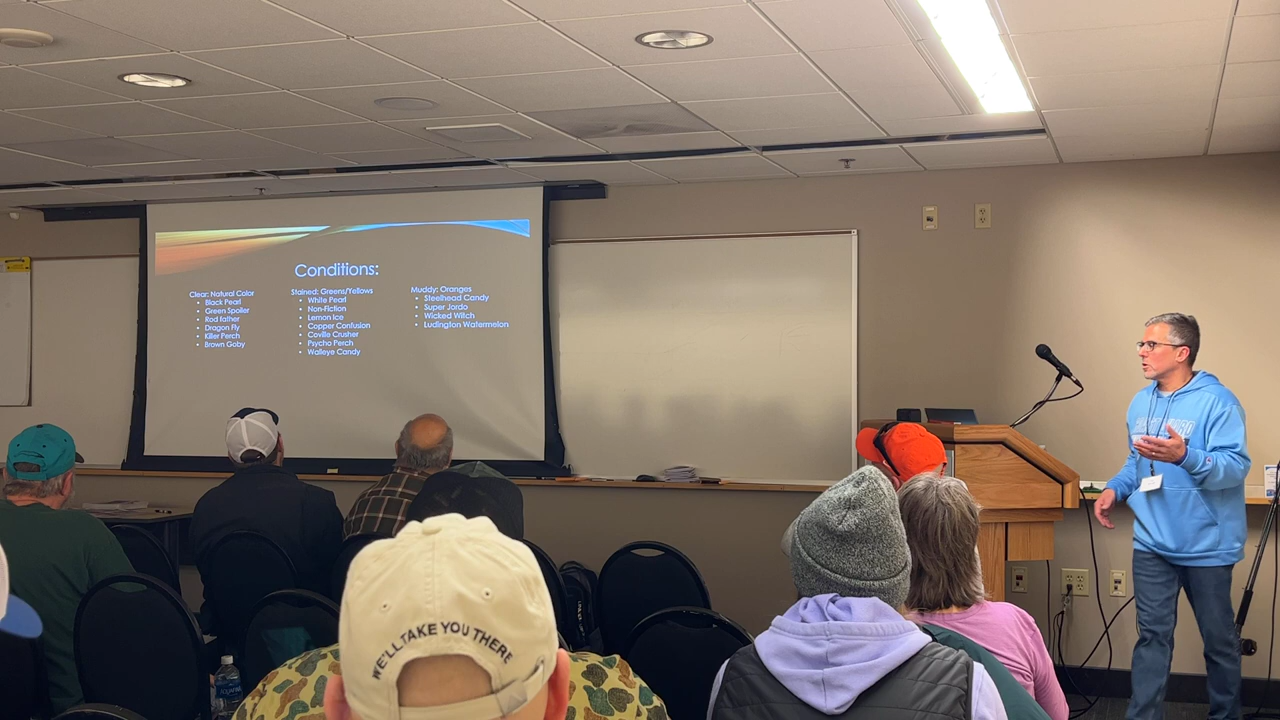 Conditions:
Clear: Natural Color
• Black Pearl
• Green Spoiler
• Rod father
• Dragon Fly
• Killer Perch
• Brown Goby
Stained: Greens/Yellows
• White Pearl
• Non-Fiction
• Lemon Ice
• Copper Confusion
• Coville Crusher
• Psycho Perch
• Walleye Candy
Muddy: Oranges
• Steelhead Candy
• Super Jordo
• Wicked Witch
• Ludington Watermelon
WE'LL TAKE YOU THERE
AQUAFINA